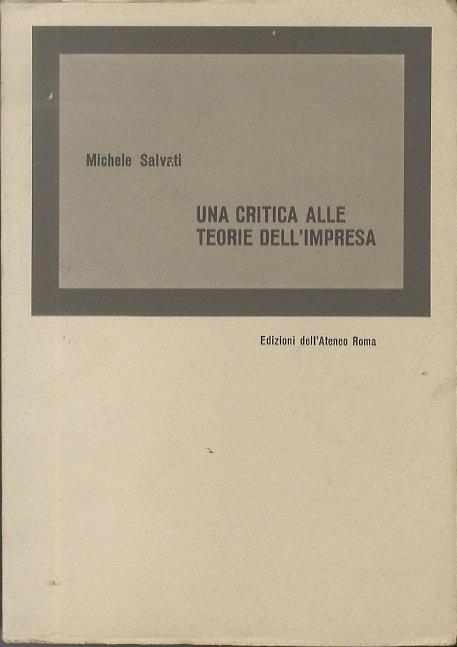 Michele Salvati
UNA CRITICA ALLE
TEORIE DELL'IMPRESA
Edizioni dell'Ateneo Roma